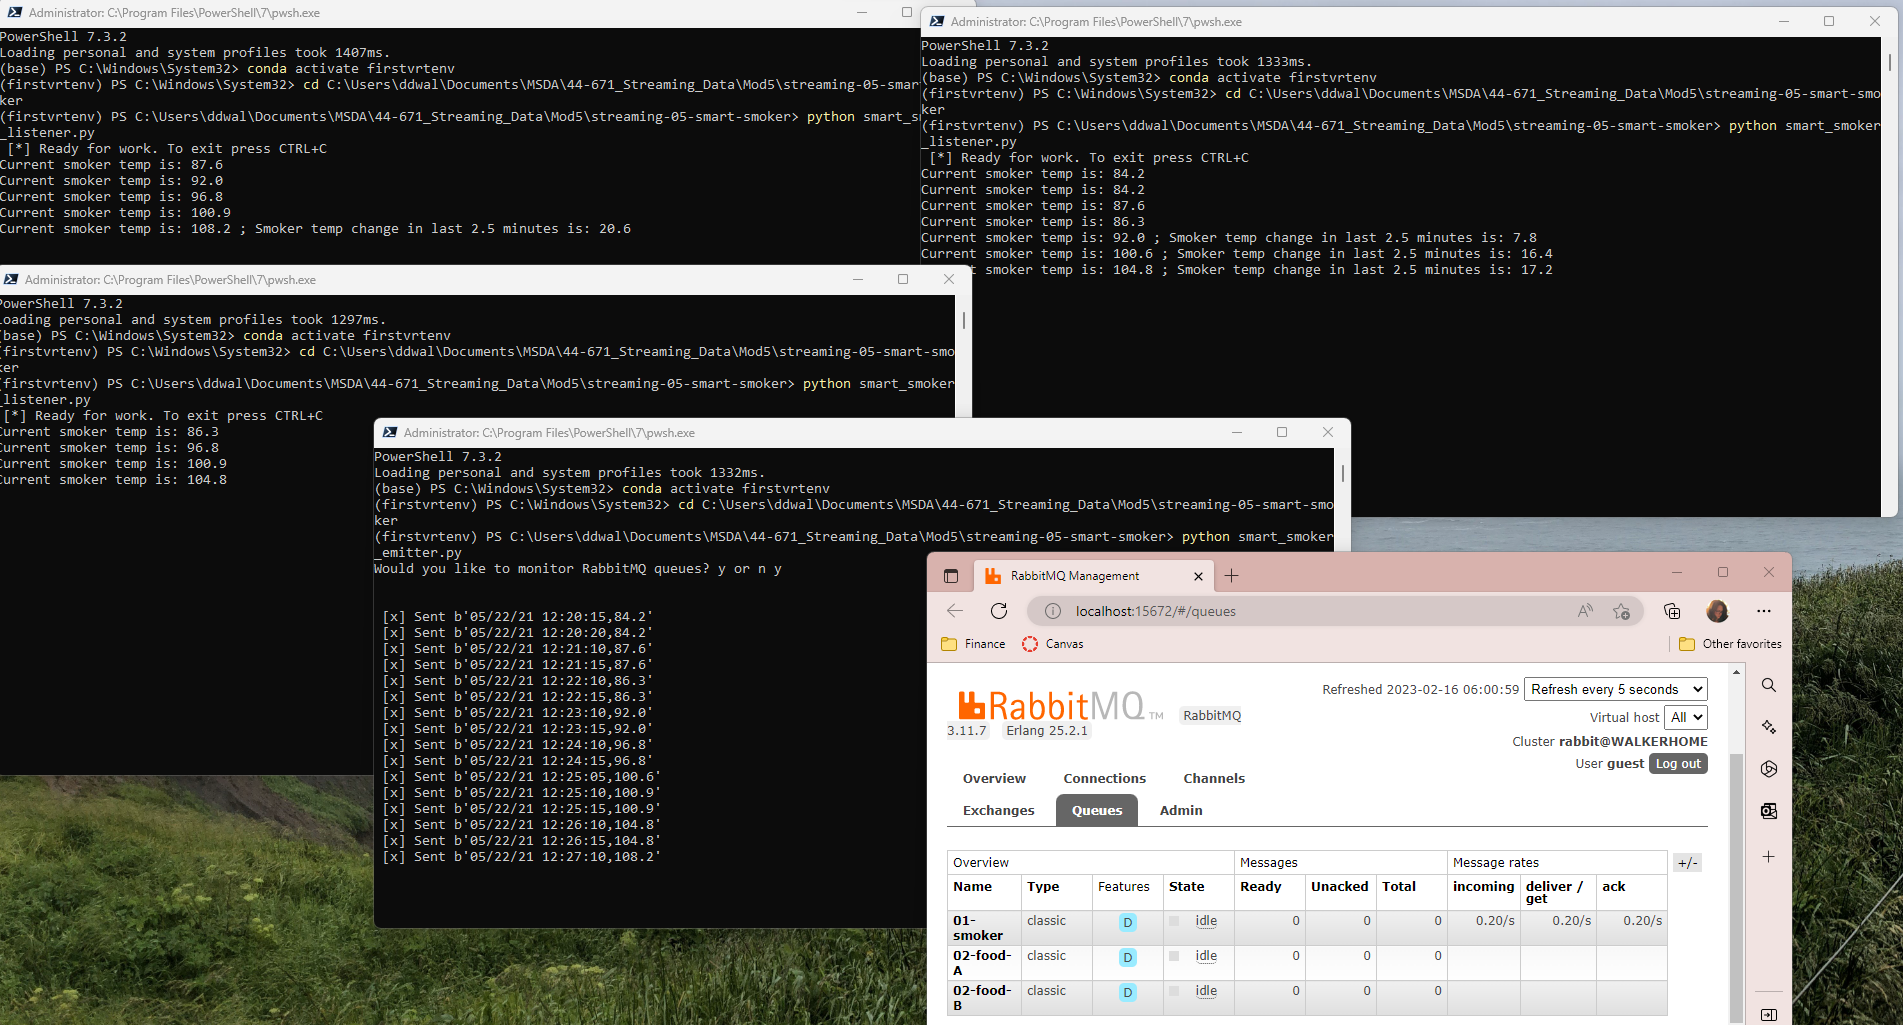 Administrator: C:\Program Files\PowerShell\7\pwsh.exe
PowerShell 7.3.2
Loading personal and system profiles took 1407ms.
(base) PS C:\Windows\System32> conda activate firstvrtenv
(firstvrtenv) PS C:\Windows\System32> cd C:\Users\ddwal\Documents\MSDA\44-671_Streaming_Data\Mod5\streaming-05-smart-
ker
(firstvrtenv) PS C:\Users\ddwal\Documents\MSDA\44-671_Streaming_Data\Mod5\streaming-05-smart-smoker> python smart_s
_listener.py
[*] Ready for work. To exit press CTRL+C
Current smoker temp is: 87.6
Current smoker temp is: 92.0
Current smoker temp is: 96.8
Current smoker temp is: 100.9
Current smoker temp is: 108.2 ; Smoker temp change in last 2.5 minutes is: 20.6
Administrator: C:\Program Files\PowerShell\7\pwsh.exe
PowerShell 7.3.2
Loading personal and system profiles took 1333ms.
(base) PS C:\Windows\System32> conda activate firstvrtenv
(firstvrtenv) PS C:\Windows\System32> cd C:\Users\ddwal\Documents\MSDA\44-671_Streaming_Data\Mod5\streaming-05-smart-smo
ker
(firstvrtenv) PS C:\Users\ddwal\Documents\MSDA\44-671_Streaming_Data\Mod5\streaming-05-smart-smoker> python smart_smoker
_listener.py
[*] Ready for work. To exit press CTRL+C
Current smoker temp is: 84.2
Current smoker temp is: 84.2
Current smoker temp is: 87.6
Current smoker temp is: 86.3
Current smoker temp is: 92.0 ; Smoker temp change in last 2.5 minutes is: 7.8
Current smoker temp is: 100.6 ; Smoker temp change in last 2.5 minutes is: 16.4
t smoker temp is: 104.8 ; Smoker temp change in last 2.5 minutes is: 17.2
Administrator: C:\Program Files\PowerShell\7\pwsh.exe
PowerShell 7.3.2
Loading personal and system profiles took 1297ms.
(base) PS C:\Windows\System32> conda activate firstvrtenv
(firstvrtenv) PS C:\Windows\System32> cd C:\Users\ddwal\Documents\MSDA\44-671_Streaming_Data\Mod5\streaming-05-smart-smo
ker
(firstvrtenv) PS C:\Users\ddwal\Documents\MSDA\44-671_Streaming_Data\Mod5\streaming-05-smart-smoker> python smart_smoker
_listener.py
[*] Ready for work. To exit press CTRL+C
Current smoker temp is: 86.3
Current smoker temp is: 96.8
Current smoker temp is: 100.9
Current smoker temp is: 104.8
Administrator: C:\Program Files\PowerShell\7\pwsh.exe
PowerShell 7.3.2
Loading personal and system profiles took 1332ms.
(base) PS C:\Windows\System32> conda activate firstvrtenv
(firstvrtenv) PS C:\Windows\System32> cd C:\Users\ddwal\Documents\MSDA\44-671_Streaming_Data\Mod5\streaming-05-smart-smo
ker
(firstvrtenv) PS C:\Users\ddwal\Documents\MSDA\44-671_Streaming_Data\Mod5\streaming-05-smart-smoker> python smart_smoker
_emitter.py
Would you like to monitor RabbitMQ queues? y or n y
[x] Sent b'05/22/21 12:20:15,84.2'
[x] Sent b'05/22/21 12:20:20,84.2'
[x] Sent b'05/22/21 12:21:10,87.6'
[x] Sent b'05/22/21 12:21:15,87.6'
[x] Sent b'05/22/21 12:22:10,86.3'
[x] Sent b'05/22/21 12:22:15,86.3'
[x] Sent b'05/22/21 12:23:10,92.0'
[x] Sent b'05/22/21 12:23:15,92.0'
[x] Sent b'05/22/21 12:24:10,96.8'
[x] Sent b'05/22/21 12:24:15,96.8'
[x] Sent b'05/22/21 12:25:05,100.6'
[x] Sent b'05/22/21 12:25:10,100.9'
[x] Sent b'05/22/21 12:25:15,100.9'
[x] Sent b'05/22/21 12:26:10,104.8'
[x] Sent b'05/22/21 12:26:15,104.8'
[x] Sent b'05/22/21 12:27:10,108.2'
RabbitMQ Management
localhost:15672/#/queues
Finance Canvas Other favorites
RabbitMQ TM RabbitMQ
3.11.7 Erlang 25.2.1
Refreshed 2023-02-16 06:00:59 Refresh every 5 seconds
Virtual host All
Cluster rabbit@WALKERHOME
User guest Log out
Overview Connections Channels
Exchanges Queues Admin
Overview Messages Message rates +/-
Name Type Features State Ready Unacked Total incoming deliver / get ack
01-smoker classic D idle 0 0 0 0.20/s 0.20/s 0.20/s
02-food-A classic D idle 0 0 0
02-food-B classic D idle 0 0 0